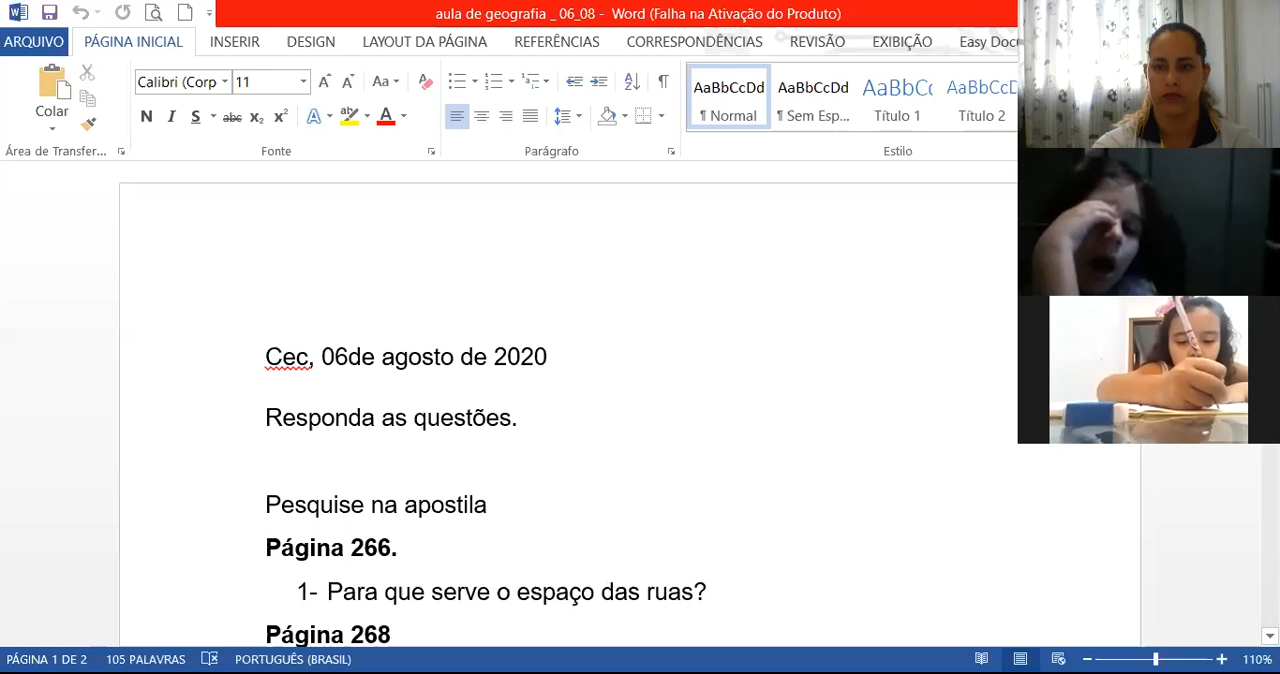 aula de geografia _ 06_08 - Word (Falha na Ativação do Produto)
ARQUIVO PÁGINA INICIAL INSERIR DESIGN LAYOUT DA PÁGINA REFERÊNCIAS CORRESPONDÊNCIAS REVISÃO EXIBIÇÃO Easy Doc
Calibri (Corp 11 Aa
AaBbCcDd AaBbCcDd AaBbCc AaBbCcD
Colar
N I S abc x₂ x² A A
¶ Normal ¶ Sem Esp... Título 1 Título 2
Área de Transfer... Fonte Parágrafo Estilo
Cec, 06de agosto de 2020
Responda as questões.
Pesquise na apostila
Página 266.
1- Para que serve o espaço das ruas?
Página 268
PÁGINA 1 DE 2 105 PALAVRAS PORTUGUÊS (BRASIL) 110%